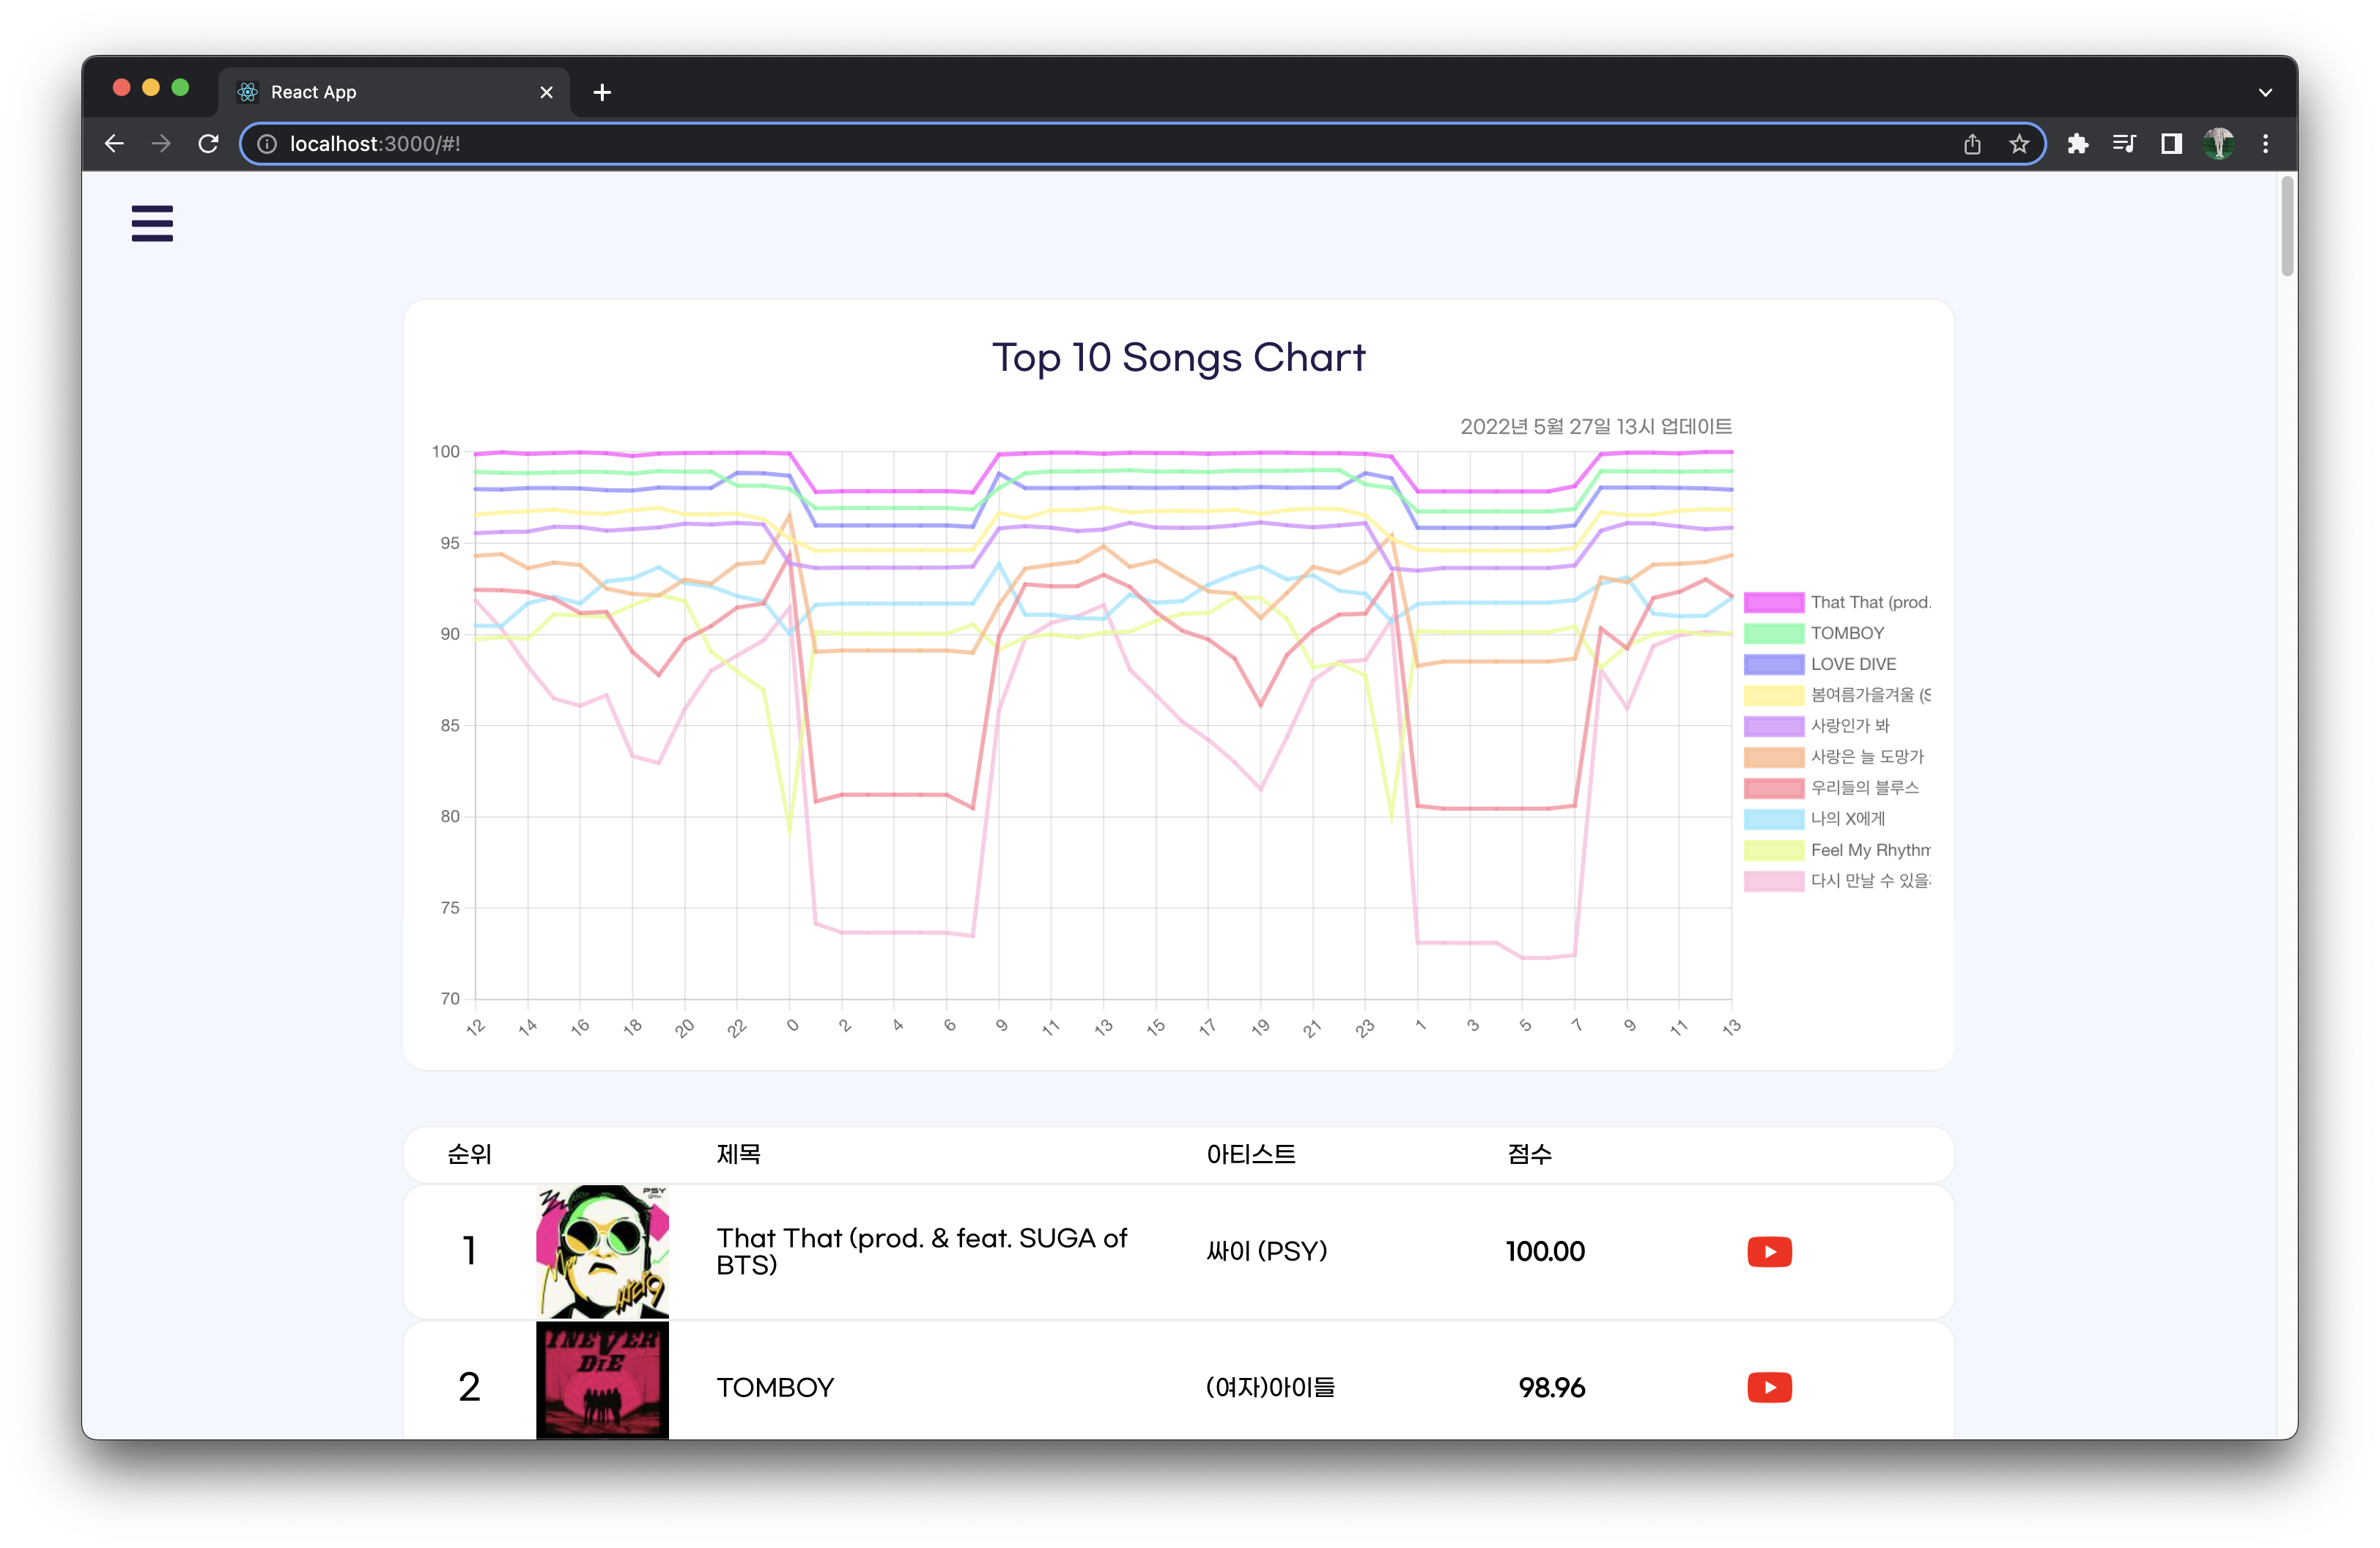 React App
localhost:3000/#!
Top 10 Songs Chart
2022년 5월 27일 13시 업데이트
100
95
90
85
80
75
70
12 14 16 18 20 22 0 2 4 6 9 11 13 15 17 19 21 23 1 3 5 7 9 11 13
That That (prod.
TOMBOY
LOVE DIVE
봄여름가을겨울 (S
사랑인가 봐
사랑은 늘 도망가
우리들의 블루스
나의 X에게
Feel My Rhythm
다시 만날 수 있을
순위 제목 아티스트 점수
PSY
싸다9
1 That That (prod. & feat. SUGA of
BTS) 싸이 (PSY) 100.00
I NEVER
DIE
2 TOMBOY (여자)아이들 98.96